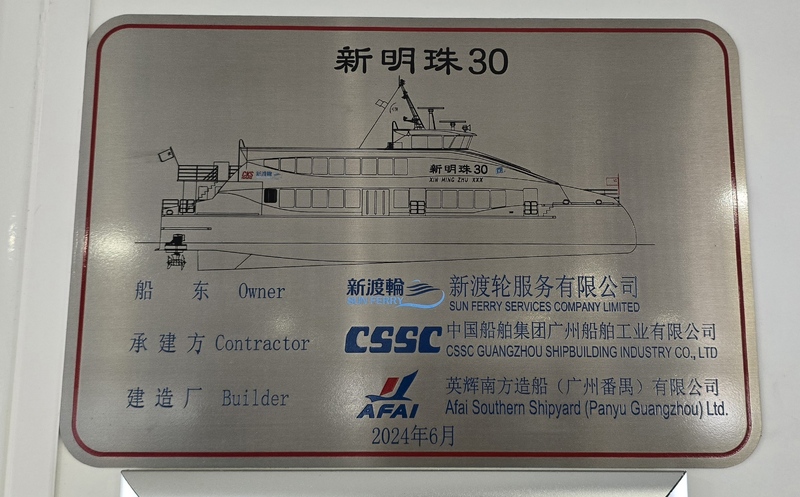 新明珠30
新明珠30
XIN MING ZHU XXX
CKS 新渡輪
船 东 Owner 新渡輪 新渡轮服务有限公司
SUN FERRY SERVICES COMPANY LIMITED
承建方 Contractor CSSC 中国船舶集团广州船舶工业有限公司
CSSC GUANGZHOU SHIPBUILDING INDUSTRY CO., LTD
建造厂 Builder AFAI 英辉南方造船（广州番禺）有限公司
Afai Southern Shipyard (Panyu Guangzhou) Ltd.
2024年6月